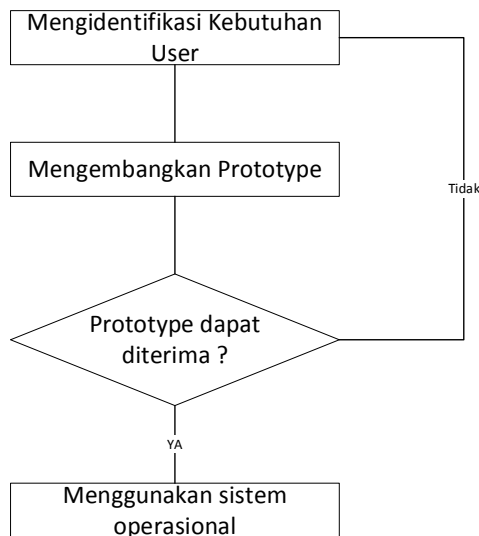 Mengidentifikasi Kebutuhan
User
Mengembangkan Prototype
Tidak
Prototype dapat
diterima ?
YA
Menggunakan sistem
operasional